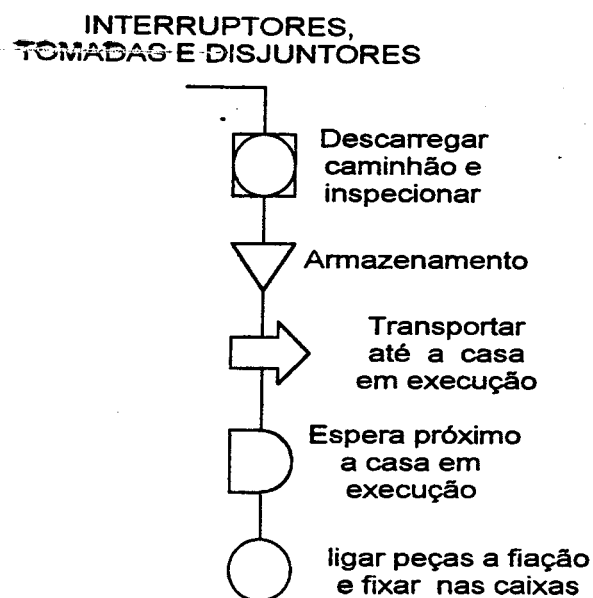 INTERRUPTORES,
TOMADAS E DISJUNTORES
Descarregar
caminhão e
inspecionar
Armazenamento
Transportar
até a casa
em execução
Espera próximo
a casa em
execução
ligar peças a fiação
e fixar nas caixas